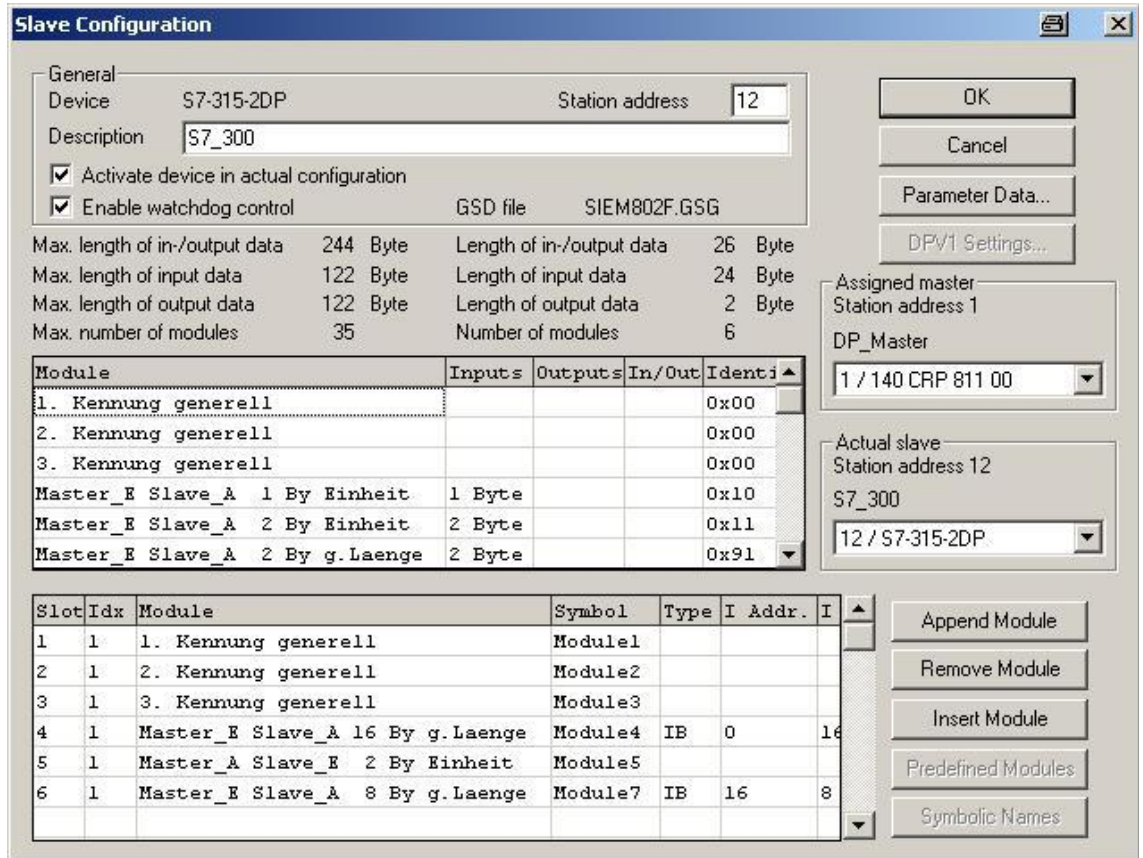 Slave Configuration
General
Device S7-315-2DP Station address 12
Description S7_300
Activate device in actual configuration
Enable watchdog control GSD file SIEM802F.GSG
Max. length of in-/output data 244 Byte Length of in-/output data 26 Byte
Max. length of input data 122 Byte Length of input data 24 Byte
Max. length of output data 122 Byte Length of output data 2 Byte
Max. number of modules 35 Number of modules 6
OK
Cancel
Parameter Data...
DPV1 Settings...
Assigned master
Station address 1
DP_Master
1 / 140 CRP 811 00
Module Inputs Outputs In/Out Identi
1. Kennung generell 0x00
2. Kennung generell 0x00
3. Kennung generell 0x00
Master_E Slave_A 1 By Einheit 1 Byte 0x10
Master_E Slave_A 2 By Einheit 2 Byte 0x11
Master_E Slave_A 2 By g.Laenge 2 Byte 0x91
Actual slave
Station address 12
S7_300
12 / S7-315-2DP
Slot Idx Module Symbol Type I Addr. I
1 1 1. Kennung generell Module1
2 1 2. Kennung generell Module2
3 1 3. Kennung generell Module3
4 1 Master_E Slave_A 16 By g.Laenge Module4 IB 0 16
5 1 Master_A Slave_E 2 By Einheit Module5
6 1 Master_E Slave_A 8 By g.Laenge Module7 IB 16 8
Append Module
Remove Module
Insert Module
Predefined Modules
Symbolic Names